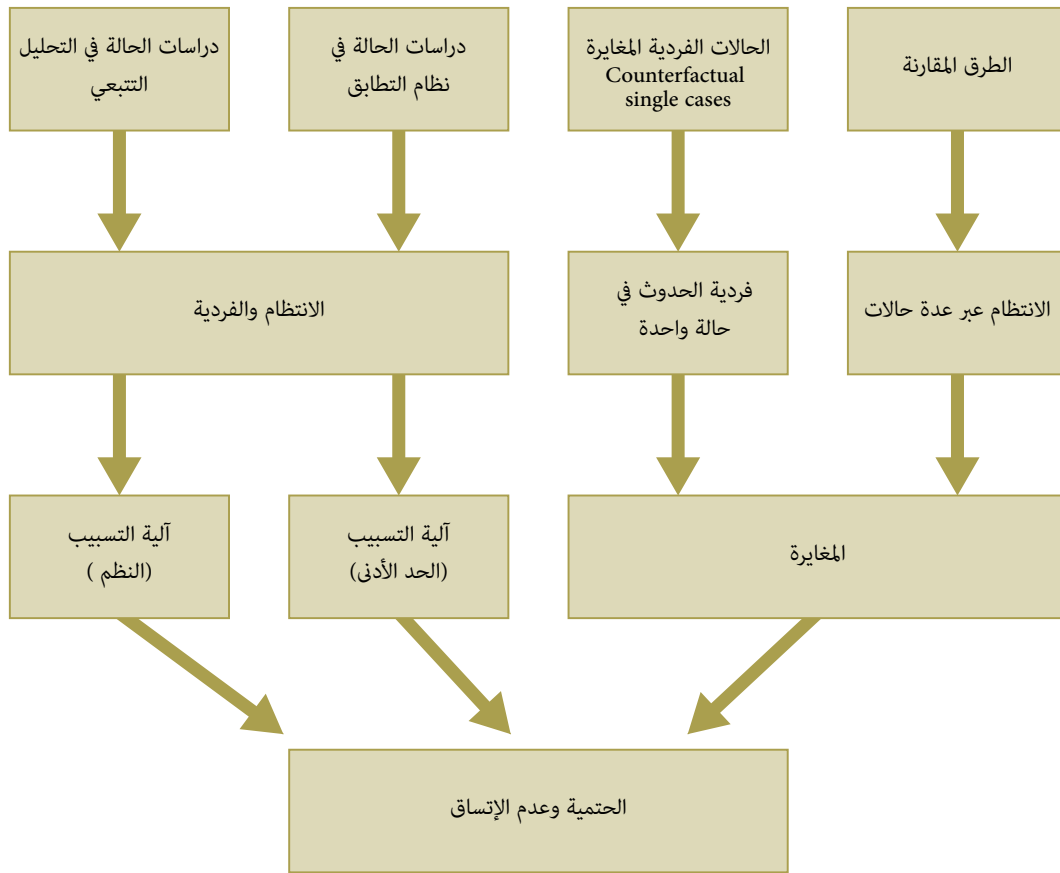 الطرق المقارنة
الحالات الفردية المغايرة
Counterfactual
single cases
دراسات الحالة في
نظام التطابق
دراسات الحالة في التحليل
التتبعي
الانتظام عبر عدة حالات
فردية الحدوث في
حالة واحدة
الانتظام والفردية
المغايرة
آلية التسبيب
(الحد الأدنى)
آلية التسبيب
(النظم )
الحتمية وعدم الإتساق